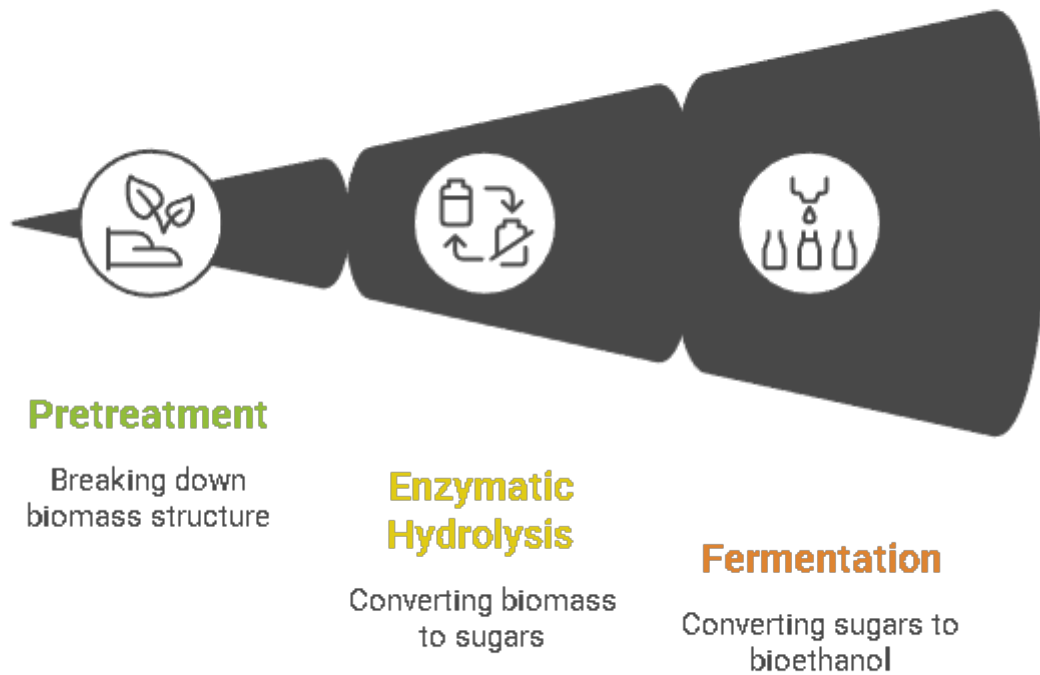 Pretreatment
Breaking down
biomass structure
Enzymatic
Hydrolysis
Converting biomass
to sugars
Fermentation
Converting sugars to
bioethanol